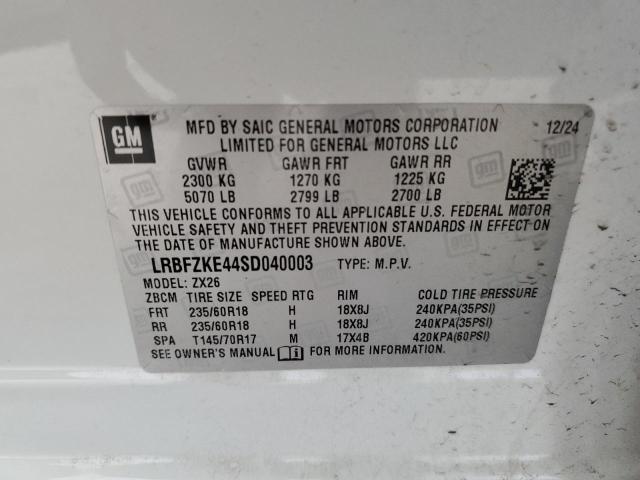 GM
MFD BY SAIC GENERAL MOTORS CORPORATION 12/24
LIMITED FOR GENERAL MOTORS LLC
GVWR GAWR FRT GAWR RR
2300 KG 1270 KG 1225 KG
5070 LB 2799 LB 2700 LB
THIS VEHICLE CONFORMS TO ALL APPLICABLE U.S. FEDERAL MOTOR
VEHICLE SAFETY AND THEFT PREVENTION STANDARDS IN EFFECT ON
THE DATE OF MANUFACTURE SHOWN ABOVE.
LRBFZKE44SD040003 TYPE: M.P.V.
MODEL: ZX26
ZBCM TIRE SIZE SPEED RTG RIM COLD TIRE PRESSURE
FRT 235/60R18 H 18X8J 240KPA(35PSI)
RR 235/60R18 H 18X8J 240KPA(35PSI)
SPA T145/70R17 M 17X4B 420KPA(60PSI)
SEE OWNER'S MANUAL FOR MORE INFORMATION